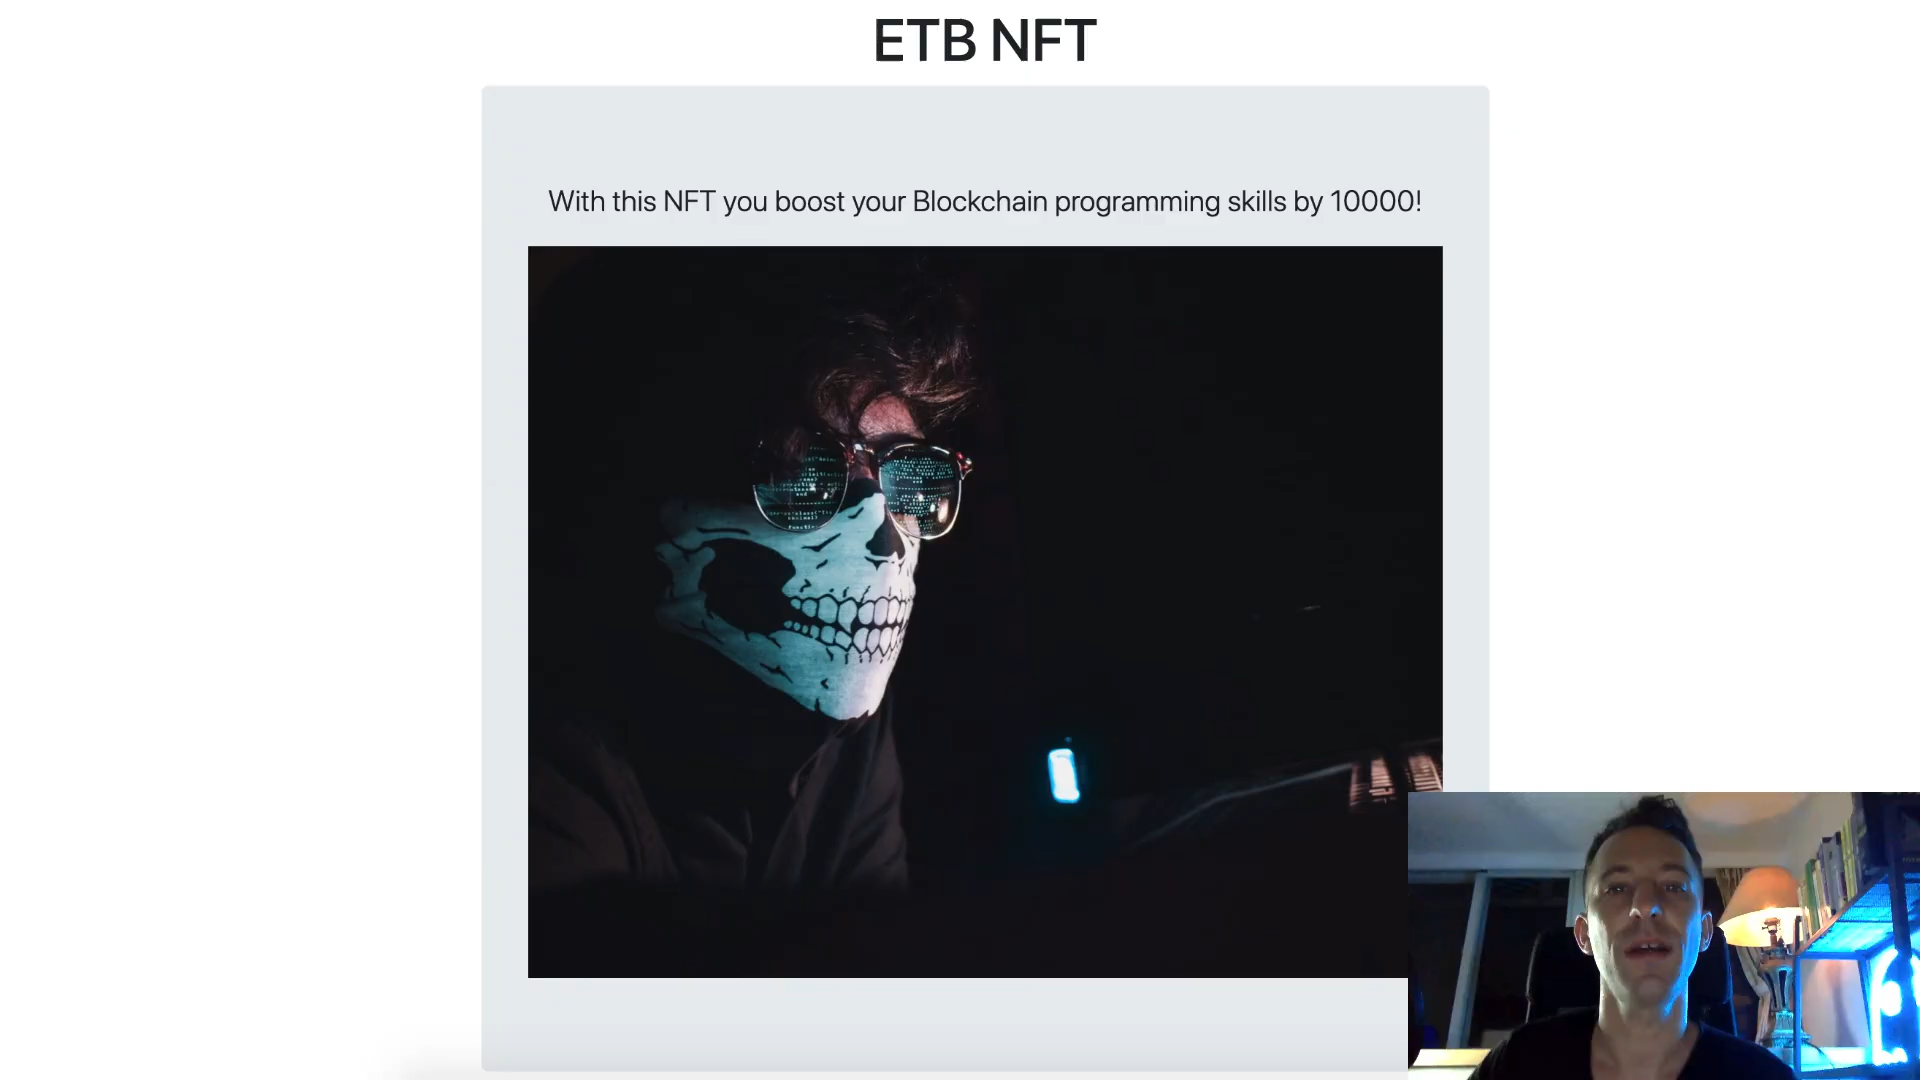 ETB NFT
With this NFT you boost your Blockchain programming skills by 10000!